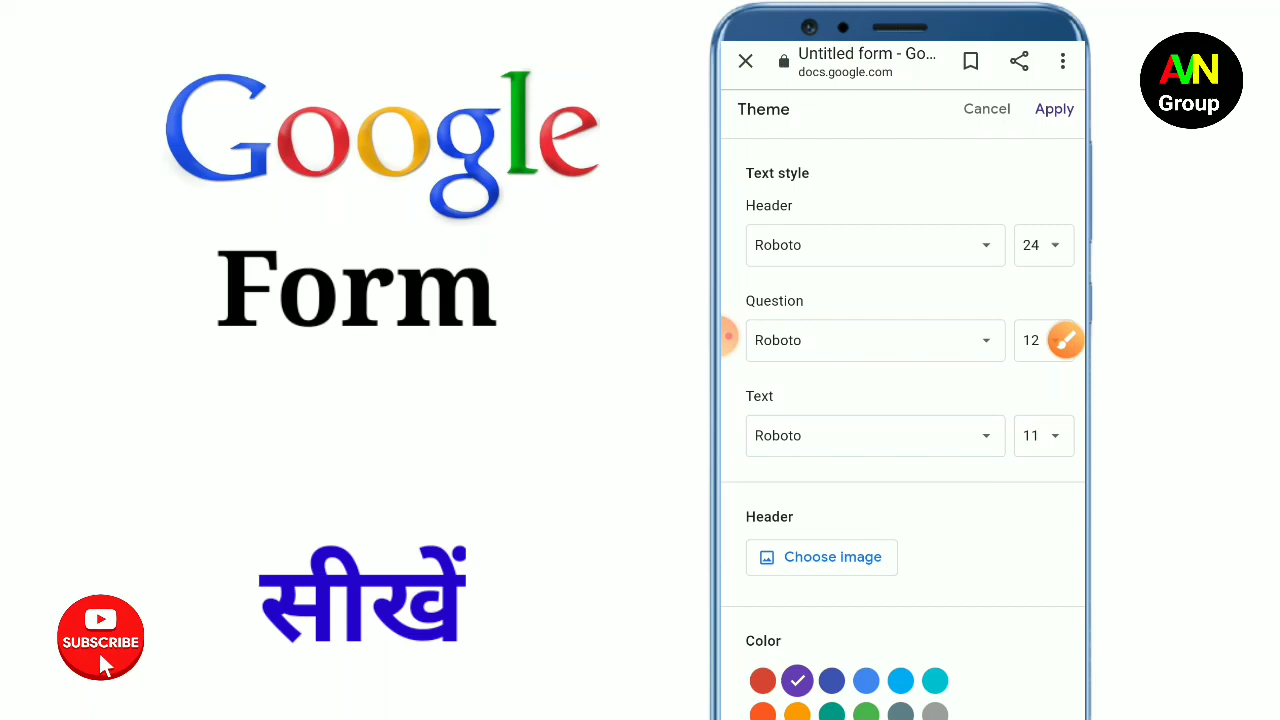 Google
Form
सीखें
SUBSCRIBE
Untitled form - Go...
docs.google.com
Theme
Cancel
Apply
Text style
Header
Roboto
24
Question
Roboto
12
Text
Roboto
11
Header
Choose image
Color
AVN
Group